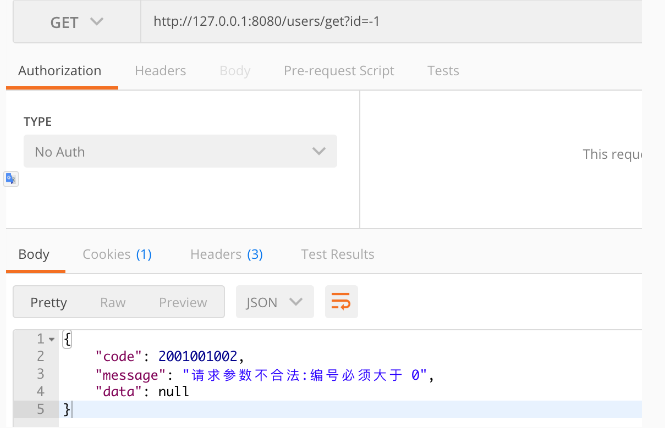 GET http://127.0.0.1:8080/users/get?id=-1
Authorization Headers Body Pre-request Script Tests
TYPE
No Auth
This requ
Body Cookies (1) Headers (3) Test Results
Pretty Raw Preview JSON
1 {
2 "code": 2001001002,
3 "message": "请求参数不合法:编号必须大于 0",
4 "data": null
5 }